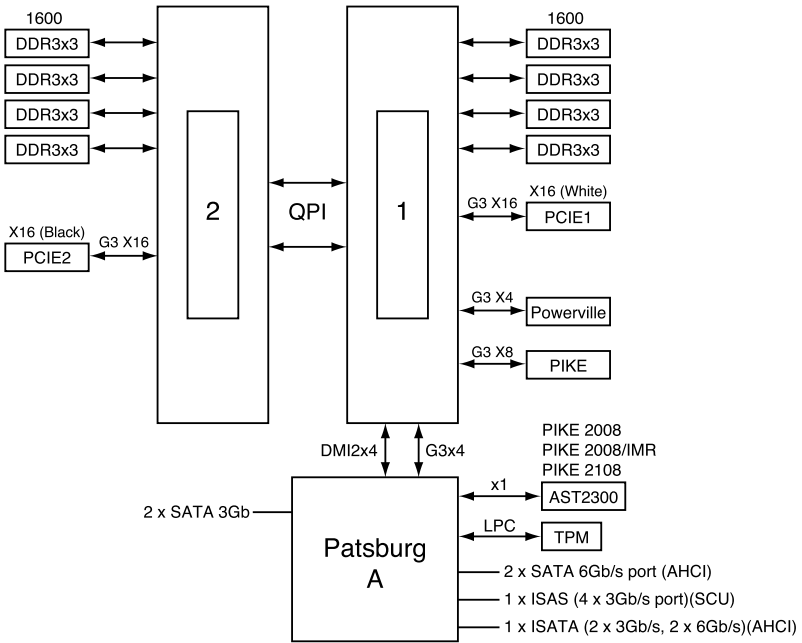 1600
DDR3x3
DDR3x3
DDR3x3
DDR3x3
X16 (Black)
PCIE2
G3 X16
2
QPI
1
1600
DDR3x3
DDR3x3
DDR3x3
DDR3x3
G3 X16
X16 (White)
PCIE1
G3 X4
Powerville
G3 X8
PIKE
DMI2x4
G3x4
PIKE 2008
PIKE 2008/IMR
PIKE 2108
x1
AST2300
LPC
TPM
2 x SATA 3Gb
Patsburg
A
2 x SATA 6Gb/s port (AHCI)
1 x ISAS (4 x 3Gb/s port)(SCU)
1 x ISATA (2 x 3Gb/s, 2 x 6Gb/s)(AHCI)